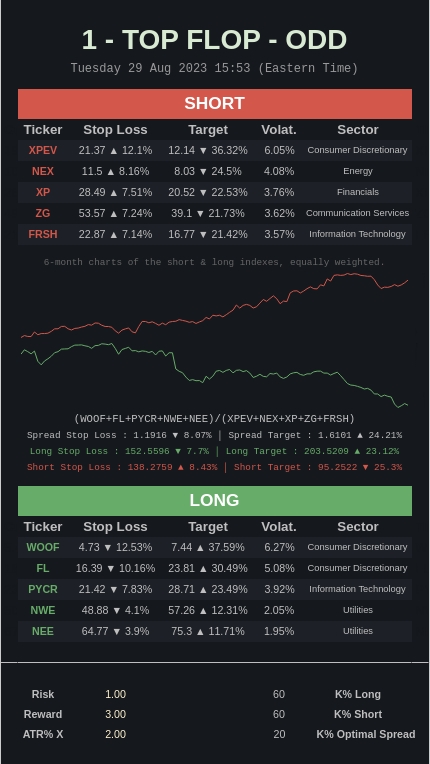 1 - TOP FLOP - ODD
Tuesday 29 Aug 2023 15:53 (Eastern Time)
SHORT
Ticker Stop Loss Target Volat. Sector
XPEV 21.37 ▲ 12.1% 12.14 ▼ 36.32% 6.05% Consumer Discretionary
NEX 11.5 ▲ 8.16% 8.03 ▼ 24.5% 4.08% Energy
XP 28.49 ▲ 7.51% 20.52 ▼ 22.53% 3.76% Financials
ZG 53.57 ▲ 7.24% 39.1 ▼ 21.73% 3.62% Communication Services
FRSH 22.87 ▲ 7.14% 16.77 ▼ 21.42% 3.57% Information Technology
6-month charts of the short & long indexes, equally weighted.
(WOOF+FL+PYCR+NWE+NEE)/(XPEV+NEX+XP+ZG+FRSH)
Spread Stop Loss : 1.1916 ▼ 8.07% | Spread Target : 1.6101 ▲ 24.21%
Long Stop Loss : 152.5596 ▼ 7.7% | Long Target : 203.5209 ▲ 23.12%
Short Stop Loss : 138.2759 ▲ 8.43% | Short Target : 95.2522 ▼ 25.3%
LONG
Ticker Stop Loss Target Volat. Sector
WOOF 4.73 ▼ 12.53% 7.44 ▲ 37.59% 6.27% Consumer Discretionary
FL 16.39 ▼ 10.16% 23.81 ▲ 30.49% 5.08% Consumer Discretionary
PYCR 21.42 ▼ 7.83% 28.71 ▲ 23.49% 3.92% Information Technology
NWE 48.88 ▼ 4.1% 57.26 ▲ 12.31% 2.05% Utilities
NEE 64.77 ▼ 3.9% 75.3 ▲ 11.71% 1.95% Utilities
Risk 1.00 60 K% Long
Reward 3.00 60 K% Short
ATR% X 2.00 20 K% Optimal Spread